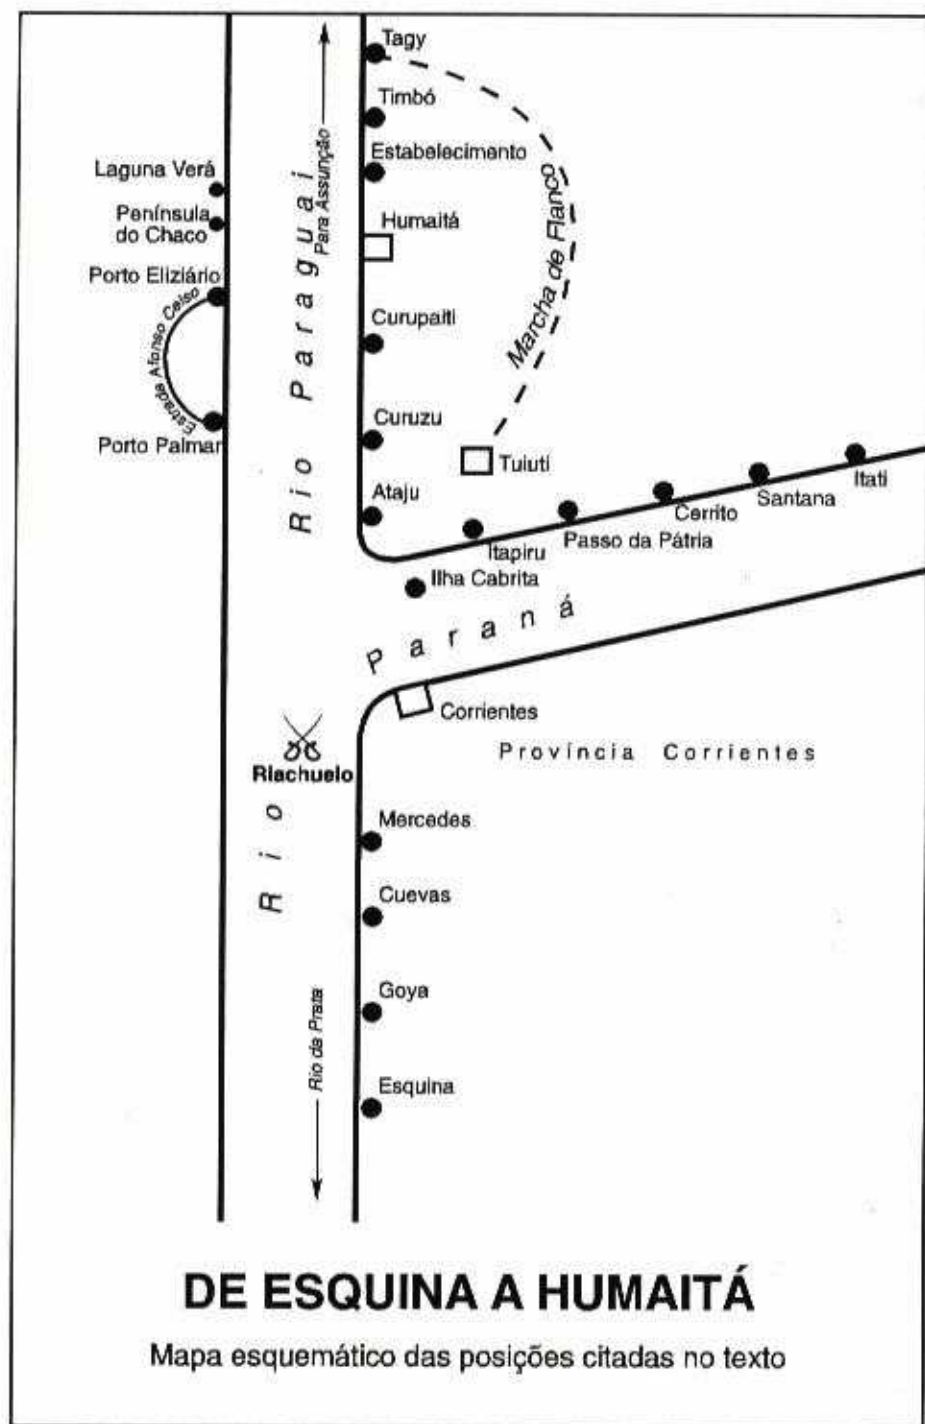 Tagy
Timbó
Estabelecimento
Laguna Verá
Península
do Chaco
Humaitá
Porto Eliziário
Estrada Afonso Celso
Porto Palmar
Curupaiti
Curuzu
Ataju
Rio Paraguai
Para Assunção
Marcha de Flanco
Tuiuti
Itati
Santana
Cerrito
Passo da Pátria
Itapiru
Ilha Cabrita
Rio Paraná
Corrientes
Província Corrientes
Riachuelo
Mercedes
Cuevas
Goya
Rio da Prata
Esquina
DE ESQUINA A HUMAITÁ
Mapa esquemático das posições citadas no texto